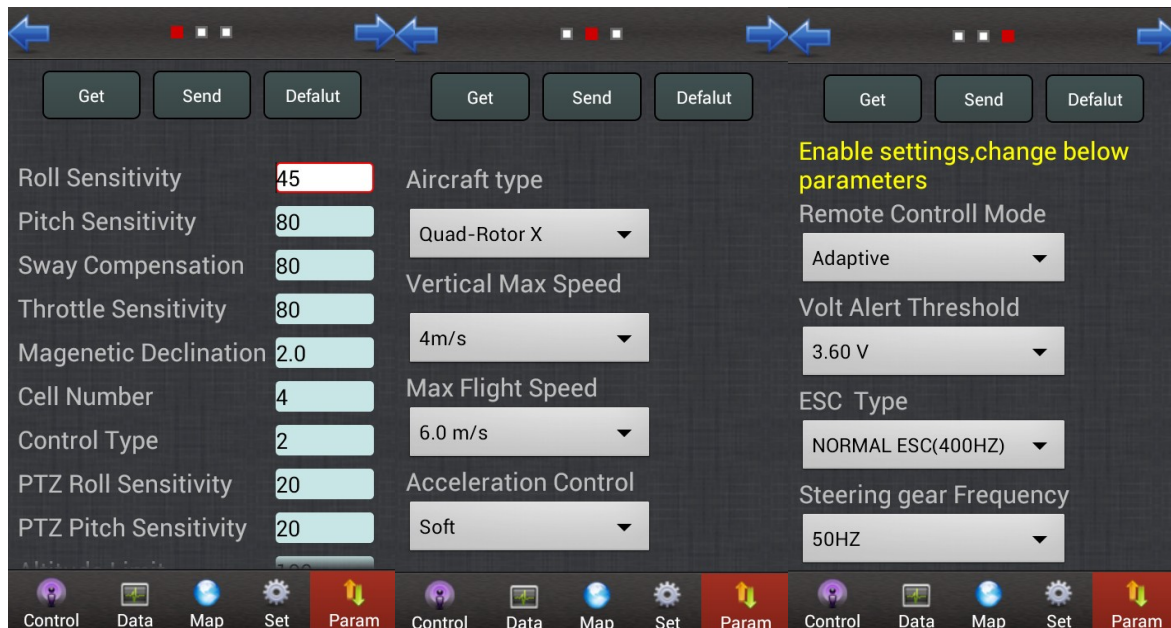 Get
Send
Defalut
Roll Sensitivity
45
Pitch Sensitivity
80
Sway Compensation
80
Throttle Sensitivity
80
Magenetic Declination
2.0
Cell Number
4
Control Type
2
PTZ Roll Sensitivity
20
PTZ Pitch Sensitivity
20
Altitude Limit
100
Control
Data
Map
Set
Param
Get
Send
Defalut
Aircraft type
Quad-Rotor X
Vertical Max Speed
4m/s
Max Flight Speed
6.0 m/s
Acceleration Control
Soft
Control
Data
Map
Set
Param
Get
Send
Defalut
Enable settings,change below
parameters
Remote Controll Mode
Adaptive
Volt Alert Threshold
3.60 V
ESC Type
NORMAL ESC(400HZ)
Steering gear Frequency
50HZ
Control
Data
Map
Set
Param